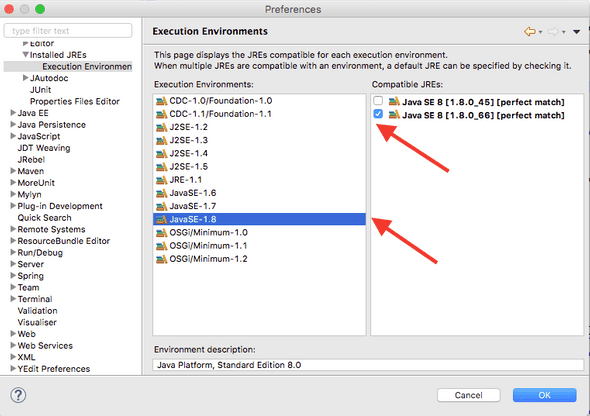 Preferences
type filter text
Editor
Installed JREs
Execution Environmen
JAutodoc
JUnit
Properties Files Editor
Java EE
Java Persistence
JavaScript
JDT Weaving
JRebel
Maven
MoreUnit
Mylyn
Plug-in Development
Quick Search
Remote Systems
ResourceBundle Editor
Run/Debug
Server
Spring
Team
Terminal
Validation
Visualiser
Web
Web Services
XML
YEdit Preferences
Execution Environments
This page displays the JREs compatible for each execution environment.
When multiple JREs are compatible with an environment, a default JRE can be specified by checking it.
Execution Environments:
CDC-1.0/Foundation-1.0
CDC-1.1/Foundation-1.1
J2SE-1.2
J2SE-1.3
J2SE-1.4
J2SE-1.5
JRE-1.1
JavaSE-1.6
JavaSE-1.7
JavaSE-1.8
OSGi/Minimum-1.0
OSGi/Minimum-1.1
OSGi/Minimum-1.2
Compatible JREs:
Java SE 8 [1.8.0_45] [perfect match]
Java SE 8 [1.8.0_66] [perfect match]
Environment description:
Java Platform, Standard Edition 8.0
?
Cancel
OK